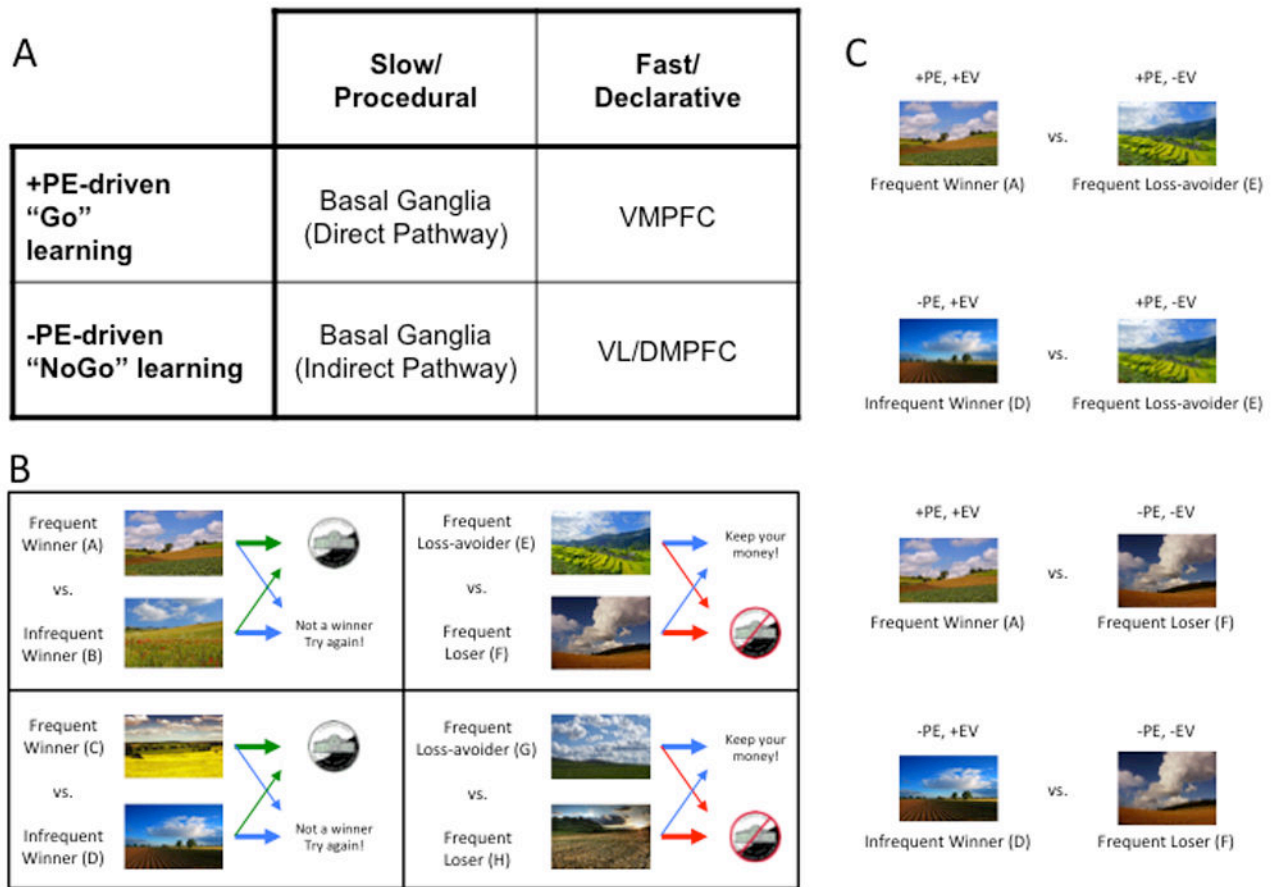 A
Slow/
Procedural
Fast/
Declarative
+PE-driven
“Go”
learning
Basal Ganglia
(Direct Pathway)
VMPFC
-PE-driven
“NoGo” learning
Basal Ganglia
(Indirect Pathway)
VL/DMPFC
B
Frequent
Winner (A)
vs.
Infrequent
Winner (B)
Not a winner
Try again!
Frequent
Loss-avoider (E)
vs.
Frequent
Loser (F)
Keep your
money!
Frequent
Winner (C)
vs.
Infrequent
Winner (D)
Not a winner
Try again!
Frequent
Loss-avoider (G)
vs.
Frequent
Loser (H)
Keep your
money!
C
+PE, +EV
+PE, -EV
vs.
Frequent Winner (A)
Frequent Loss-avoider (E)
-PE, +EV
+PE, -EV
vs.
Infrequent Winner (D)
Frequent Loss-avoider (E)
+PE, +EV
-PE, -EV
vs.
Frequent Winner (A)
Frequent Loser (F)
-PE, +EV
-PE, -EV
vs.
Infrequent Winner (D)
Frequent Loser (F)